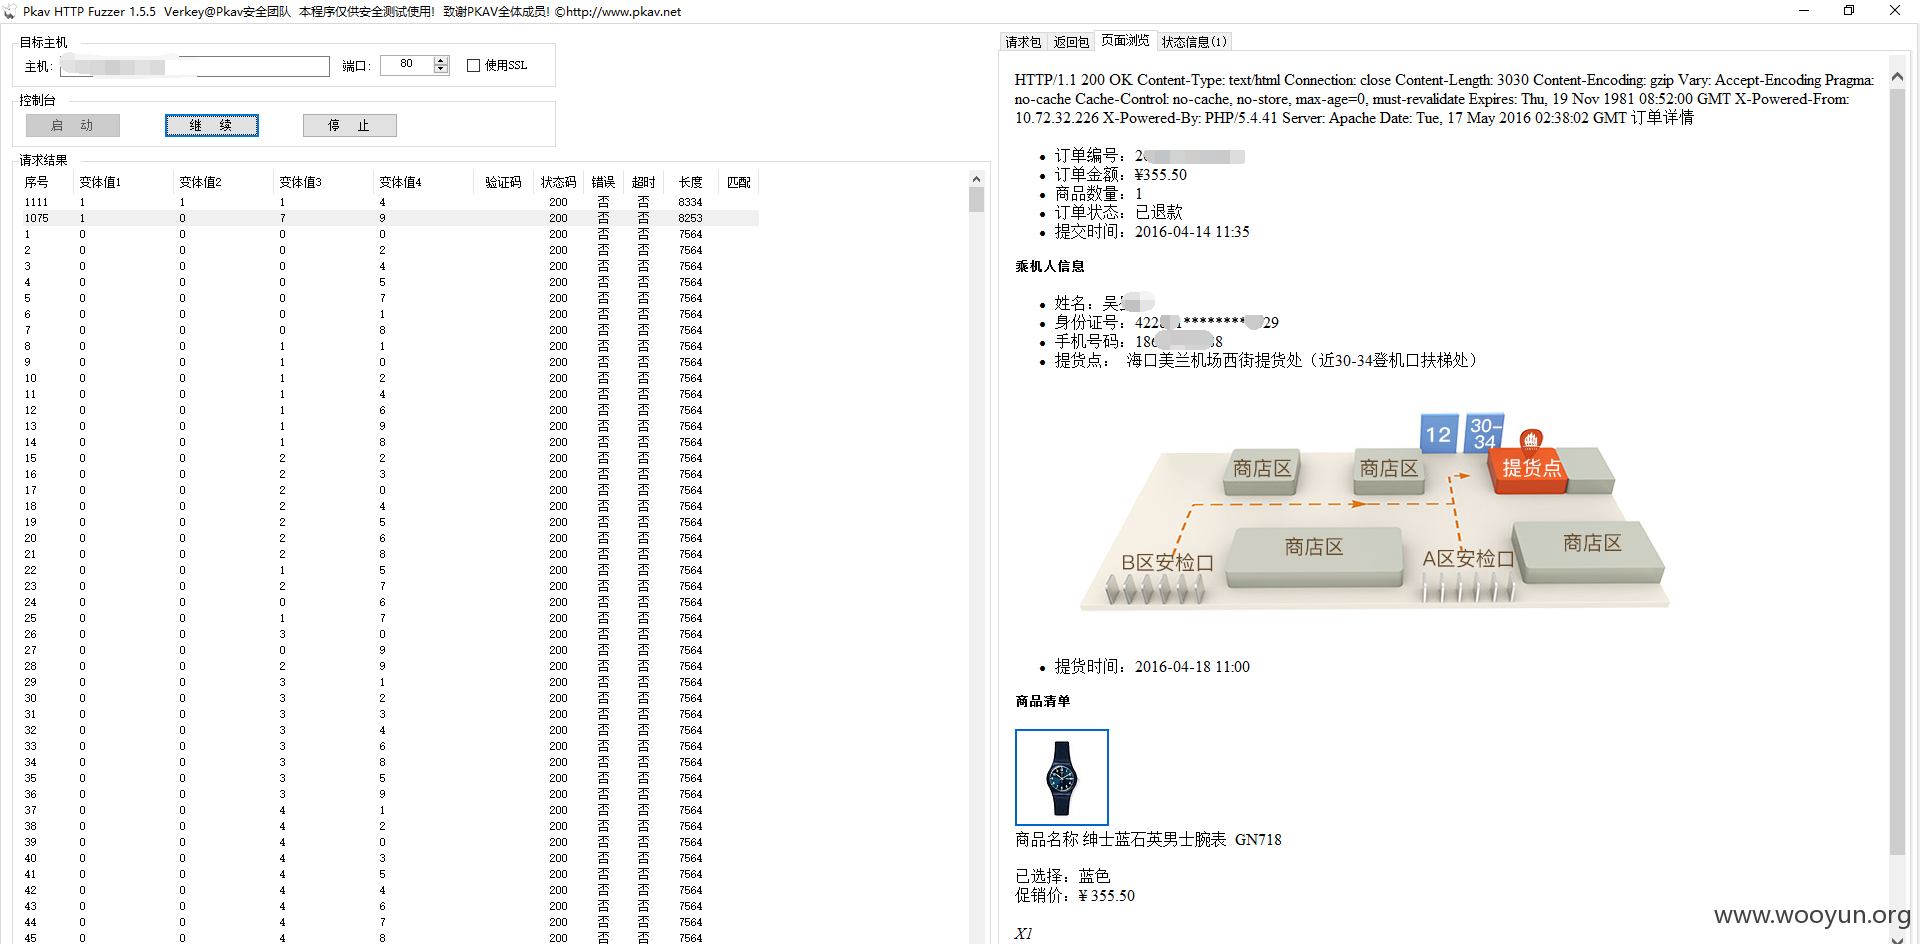 Pkav HTTP Fuzzer 1.5.5 Verkey@Pkav安全团队 本程序仅供安全测试使用! 致谢PKAV全体成员! ©http://www.pkav.net
目标主机
主机: 端口: 80 使用SSL
控制台
启 动 继 续 停 止
请求结果
序号 变体值1 变体值2 变体值3 变体值4 验证码 状态码 错误 超时 长度 匹配
1111 1 1 1 4 200 否 否 8334
1075 1 0 7 9 200 否 否 8253
1 0 0 0 0 200 否 否 7564
2 0 0 0 2 200 否 否 7564
3 0 0 0 4 200 否 否 7564
4 0 0 0 5 200 否 否 7564
5 0 0 0 7 200 否 否 7564
6 0 0 0 1 200 否 否 7564
7 0 0 0 8 200 否 否 7564
8 0 0 1 1 200 否 否 7564
9 0 0 1 0 200 否 否 7564
10 0 0 1 2 200 否 否 7564
11 0 0 1 4 200 否 否 7564
12 0 0 1 6 200 否 否 7564
13 0 0 1 9 200 否 否 7564
14 0 0 1 8 200 否 否 7564
15 0 0 2 2 200 否 否 7564
16 0 0 2 3 200 否 否 7564
17 0 0 2 0 200 否 否 7564
18 0 0 2 4 200 否 否 7564
19 0 0 2 5 200 否 否 7564
20 0 0 2 6 200 否 否 7564
21 0 0 2 8 200 否 否 7564
22 0 0 1 5 200 否 否 7564
23 0 0 2 7 200 否 否 7564
24 0 0 0 6 200 否 否 7564
25 0 0 1 7 200 否 否 7564
26 0 0 3 0 200 否 否 7564
27 0 0 0 9 200 否 否 7564
28 0 0 2 9 200 否 否 7564
29 0 0 3 1 200 否 否 7564
30 0 0 3 2 200 否 否 7564
31 0 0 3 3 200 否 否 7564
32 0 0 3 4 200 否 否 7564
33 0 0 3 6 200 否 否 7564
34 0 0 3 8 200 否 否 7564
35 0 0 3 5 200 否 否 7564
36 0 0 3 9 200 否 否 7564
37 0 0 4 1 200 否 否 7564
38 0 0 4 2 200 否 否 7564
39 0 0 4 0 200 否 否 7564
40 0 0 4 3 200 否 否 7564
41 0 0 4 5 200 否 否 7564
42 0 0 4 4 200 否 否 7564
43 0 0 4 6 200 否 否 7564
44 0 0 4 7 200 否 否 7564
45 0 0 4 8 200 否 否 7564
请求包 返回包 页面浏览 状态信息(1)
HTTP/1.1 200 OK Content-Type: text/html Connection: close Content-Length: 3030 Content-Encoding: gzip Vary: Accept-Encoding Pragma:
no-cache Cache-Control: no-cache, no-store, max-age=0, must-revalidate Expires: Thu, 19 Nov 1981 08:52:00 GMT X-Powered-From:
10.72.32.226 X-Powered-By: PHP/5.4.41 Server: Apache Date: Tue, 17 May 2016 02:38:02 GMT 订单详情
订单编号: 2
订单金额: ¥355.50
商品数量: 1
订单状态: 已退款
提交时间: 2016-04-14 11:35
乘机人信息
姓名: 吴
身份证号: 422 1********* 29
手机号码: 186 8
提货点: 海口美兰机场西街提货处（近30-34登机口扶梯处）
12 30-34
商店区 商店区 提货点
商店区 商店区
B区安检口 A区安检口
提货时间: 2016-04-18 11:00
商品清单
商品名称 绅士蓝石英男士腕表 GN718
已选择: 蓝色
促销价: ¥ 355.50
X1
www.wooyun.org